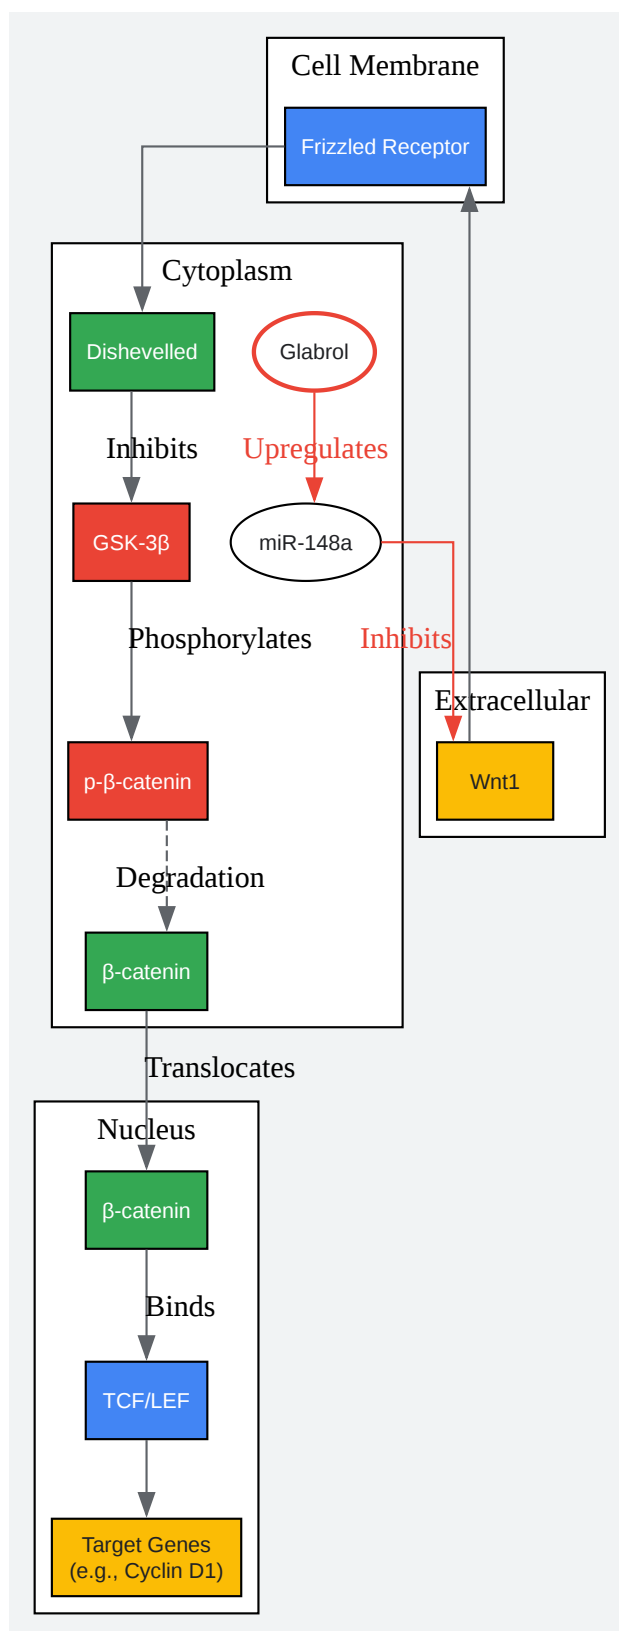 Cell Membrane
Frizzled Receptor
Cytoplasm
Dishevelled
Glabrol
Inhibits
Upregulates
GSK-3β
miR-148a
Phosphorylates
Inhibits
Extracellular
p-β-catenin
Wnt1
Degradation
β-catenin
Translocates
Nucleus
β-catenin
Binds
TCF/LEF
Target Genes
(e.g., Cyclin D1)